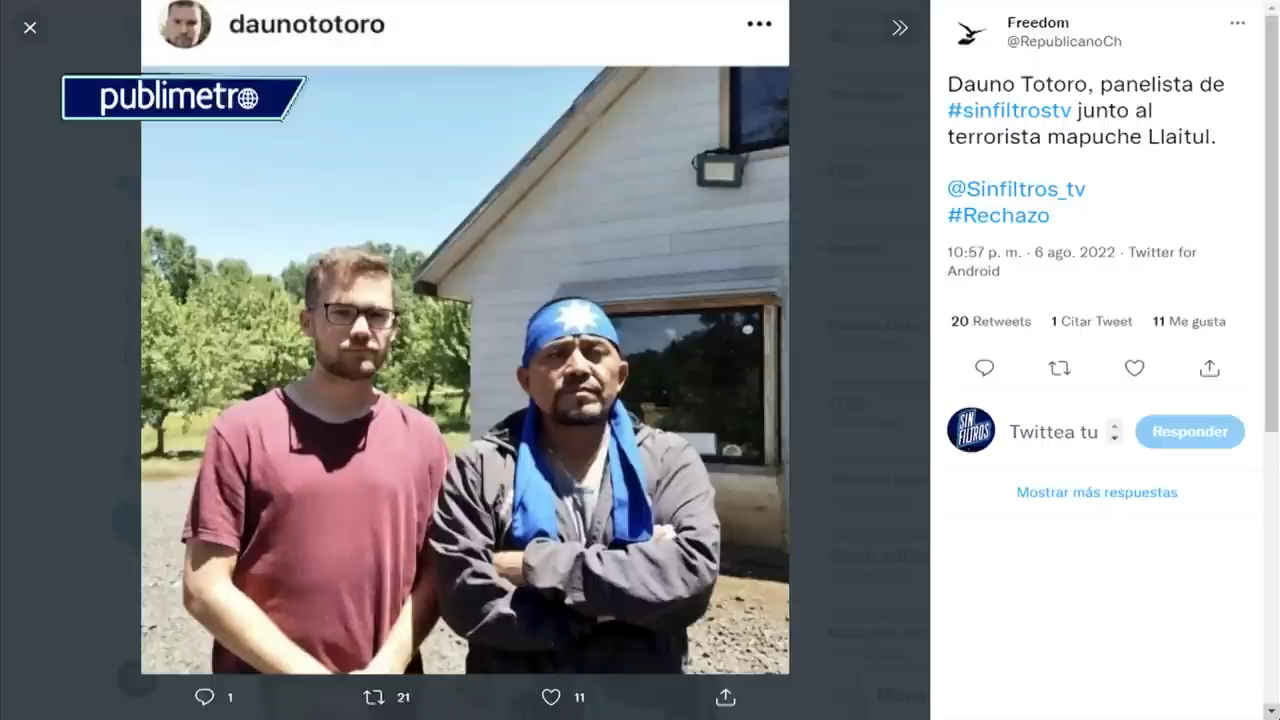 daunototoro
publimetro
1
21
11
Freedom
@RepublicanoCh
Dauno Totoro, panelista de
#sinfiltrostv junto al
terrorista mapuche Llaitul.
@Sinfiltros_tv
#Rechazo
10:57 p. m. · 6 ago. 2022 · Twitter for
Android
20 Retweets 1 Citar Tweet 11 Me gusta
SIN
FILTROS
Twittea tu
Responder
Mostrar más respuestas